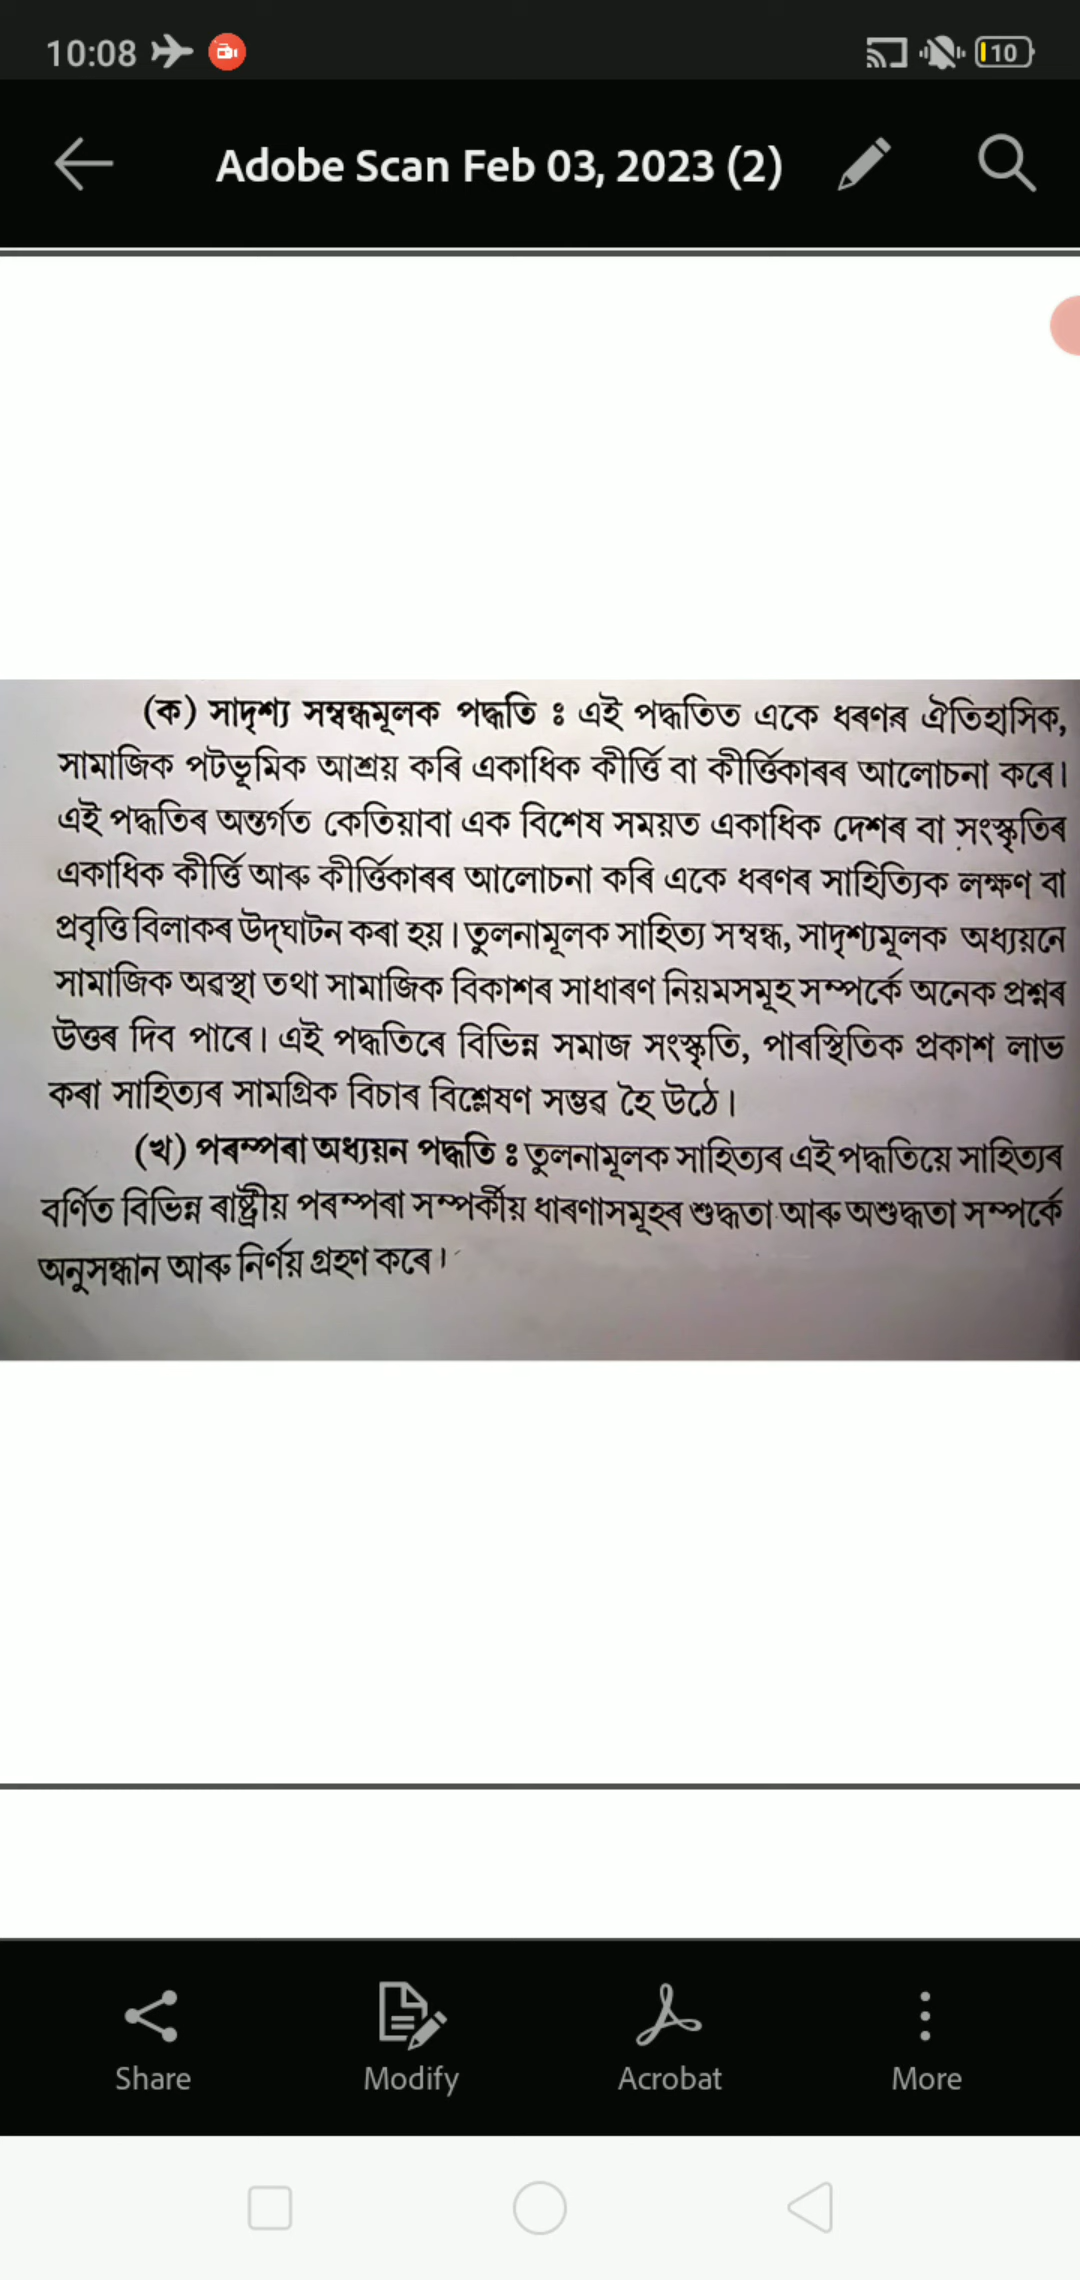 10:08
10
Adobe Scan Feb 03, 2023 (2)
(ক) সাদৃশ্য সম্বন্ধমূলক পদ্ধতি ঃ এই পদ্ধতিত একে ধৰণৰ ঐতিহাসিক,
সামাজিক পটভূমিক আশ্ৰয় কৰি একাধিক কীৰ্ত্তি বা কীৰ্ত্তিকাৰৰ আলোচনা কৰে।
এই পদ্ধতিৰ অন্তৰ্গত কেতিয়াবা এক বিশেষ সময়ত একাধিক দেশৰ বা সংস্কৃতিৰ
একাধিক কীৰ্ত্তি আৰু কীৰ্ত্তিকাৰৰ আলোচনা কৰি একে ধৰণৰ সাহিত্যিক লক্ষণ বা
প্ৰবৃত্তি বিলাকৰ উদ্ঘাটন কৰা হয়। তুলনামূলক সাহিত্য সম্বন্ধ, সাদৃশ্যমূলক অধ্যয়নে
সামাজিক অৱস্থা তথা সামাজিক বিকাশৰ সাধাৰণ নিয়মসমূহ সম্পৰ্কে অনেক প্ৰশ্নৰ
উত্তৰ দিব পাৰে। এই পদ্ধতিৰে বিভিন্ন সমাজ সংস্কৃতি, পাৰস্থিতিক প্ৰকাশ লাভ
কৰা সাহিত্যৰ সামগ্ৰিক বিচাৰ বিশ্লেষণ সম্ভৱ হৈ উঠে।
(খ) পৰম্পৰা অধ্যয়ন পদ্ধতি ঃ তুলনামূলক সাহিত্যৰ এই পদ্ধতিয়ে সাহিত্যৰ
বৰ্ণিত বিভিন্ন ৰাষ্ট্ৰীয় পৰম্পৰা সম্পৰ্কীয় ধাৰণাসমূহৰ শুদ্ধতা আৰু অশুদ্ধতা সম্পৰ্কে
অনুসন্ধান আৰু নিৰ্ণয় গ্ৰহণ কৰে।
Share Modify Acrobat More